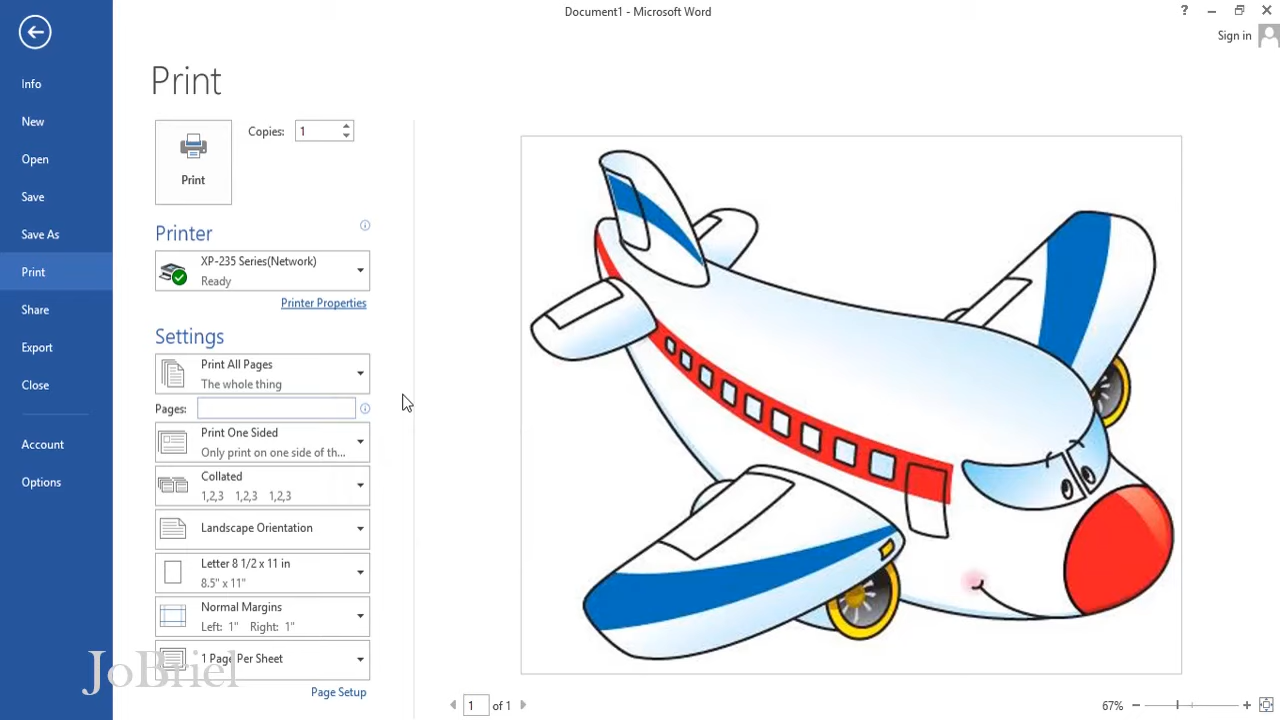 Document1 - Microsoft Word
?
Sign in
Info
New
Open
Save
Save As
Print
Share
Export
Close
Account
Options
Print
Print
Copies: 1
Printer
XP-235 Series(Network)
Ready
Printer Properties
Settings
Print All Pages
The whole thing
Pages:
Print One Sided
Only print on one side of th...
Collated
1,2,3 1,2,3 1,2,3
Landscape Orientation
Letter 8 1/2 x 11 in
8.5" x 11"
Normal Margins
Left: 1" Right: 1"
1 Page Per Sheet
Page Setup
JoBriel
1 of 1
67%